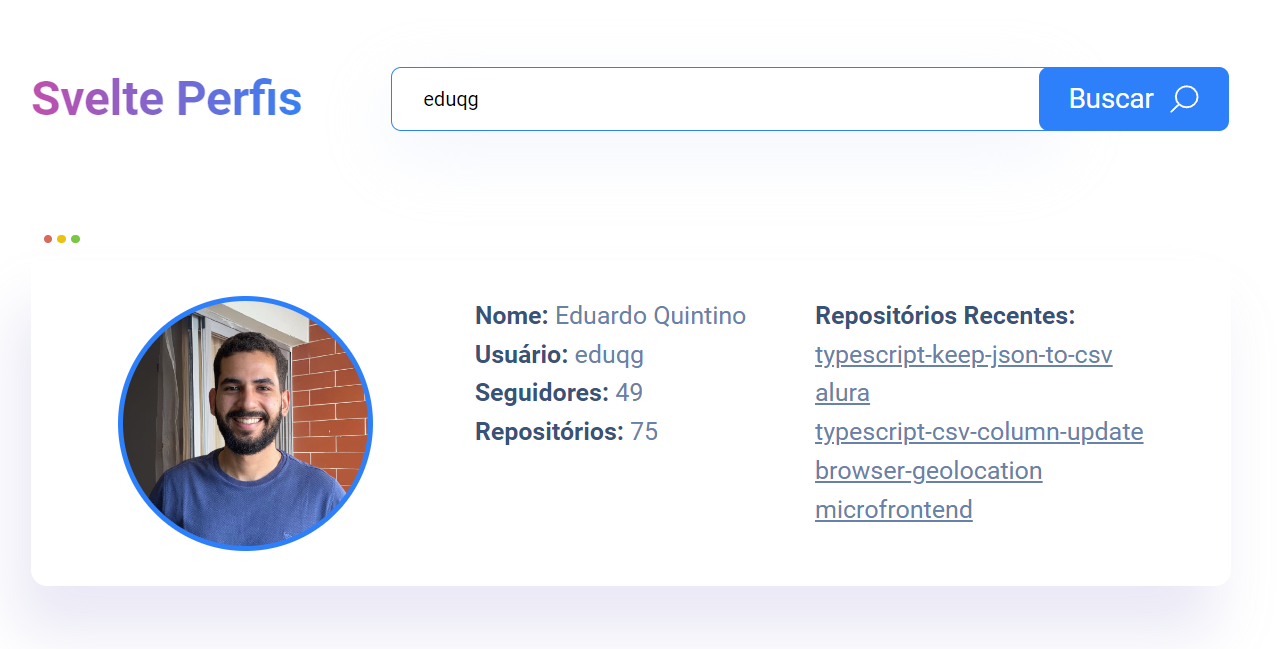 Svelte Perfis
eduqg
Buscar
Nome: Eduardo Quintino
Usuário: eduqg
Seguidores: 49
Repositórios: 75
Repositórios Recentes:
typescript-keep-json-to-csv
alura
typescript-csv-column-update
browser-geolocation
microfrontend